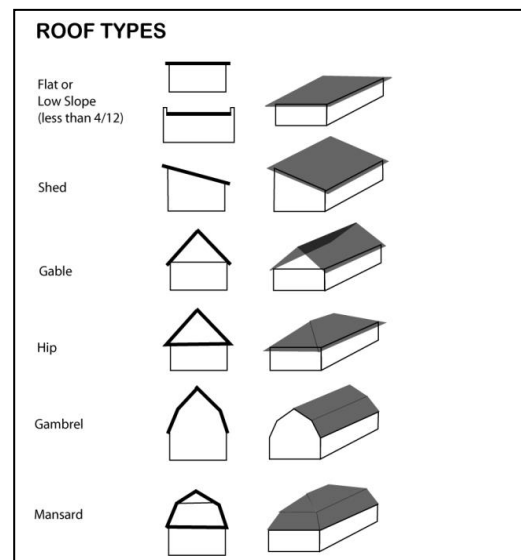 ROOF TYPES
Flat or
Low Slope
(less than 4/12)
Shed
Gable
Hip
Gambrel
Mansard